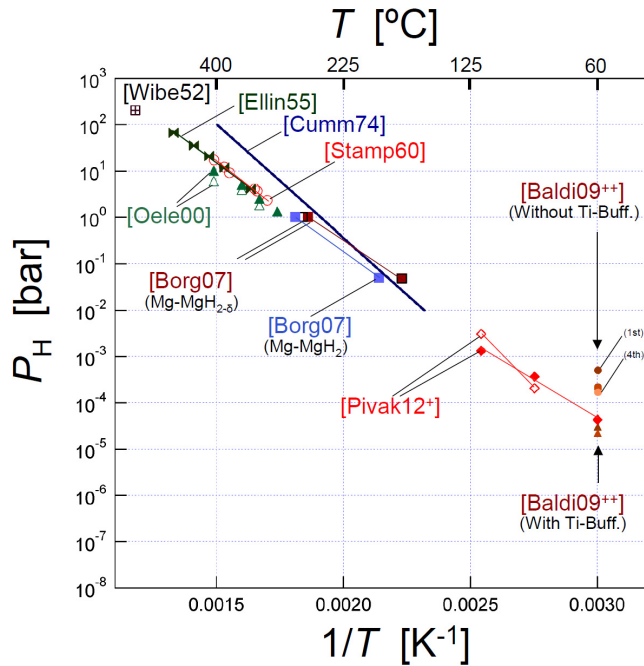 T [ºC]
400 225 125 60
10³
10²
10¹
10⁰
10⁻¹
10⁻²
10⁻³
10⁻⁴
10⁻⁵
10⁻⁶
10⁻⁷
10⁻⁸
P_H [bar]
[Wibe52]
[Ellin55]
[Cumm74]
[Stamp60]
[Oele00]
[Baldi09⁺⁺]
(Without Ti-Buff.)
[Borg07]
(Mg-MgH₂₋δ)
[Borg07]
(Mg-MgH₂)
(1st)
(4th)
[Pivak12⁺]
[Baldi09⁺⁺]
(With Ti-Buff.)
0.0015 0.0020 0.0025 0.0030
1/T [K⁻¹]